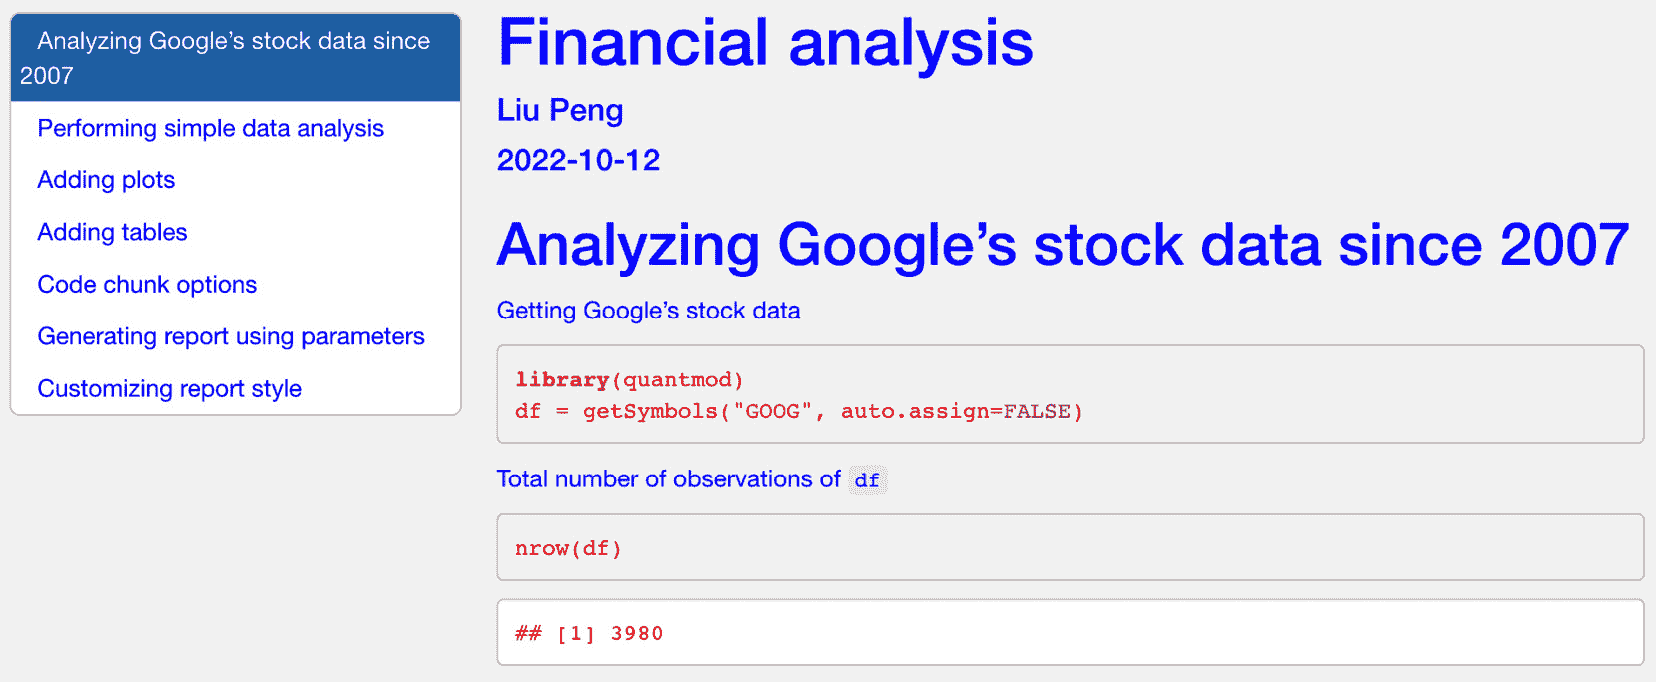 Analyzing Google’s stock data since
2007
Performing simple data analysis
Adding plots
Adding tables
Code chunk options
Generating report using parameters
Customizing report style
Financial analysis
Liu Peng
2022-10-12
Analyzing Google’s stock data since 2007
Getting Google’s stock data
library(quantmod)
df = getSymbols("GOOG", auto.assign=FALSE)
Total number of observations of df
nrow(df)
## [1] 3980